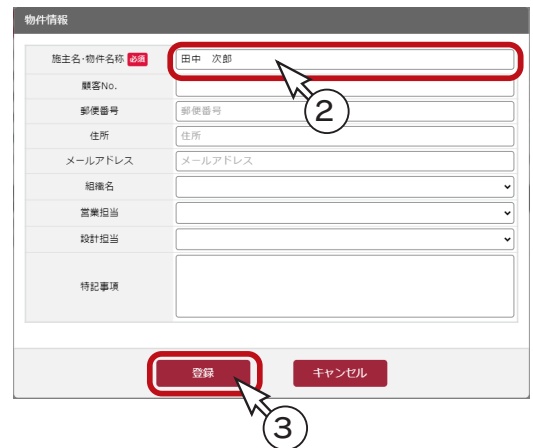 物件情報
施主名・物件名称 必須 田中 次郎
顧客No.
郵便番号 郵便番号
住所 住所
メールアドレス メールアドレス
組織名
営業担当
設計担当
特記事項
登録 キャンセル
2
3